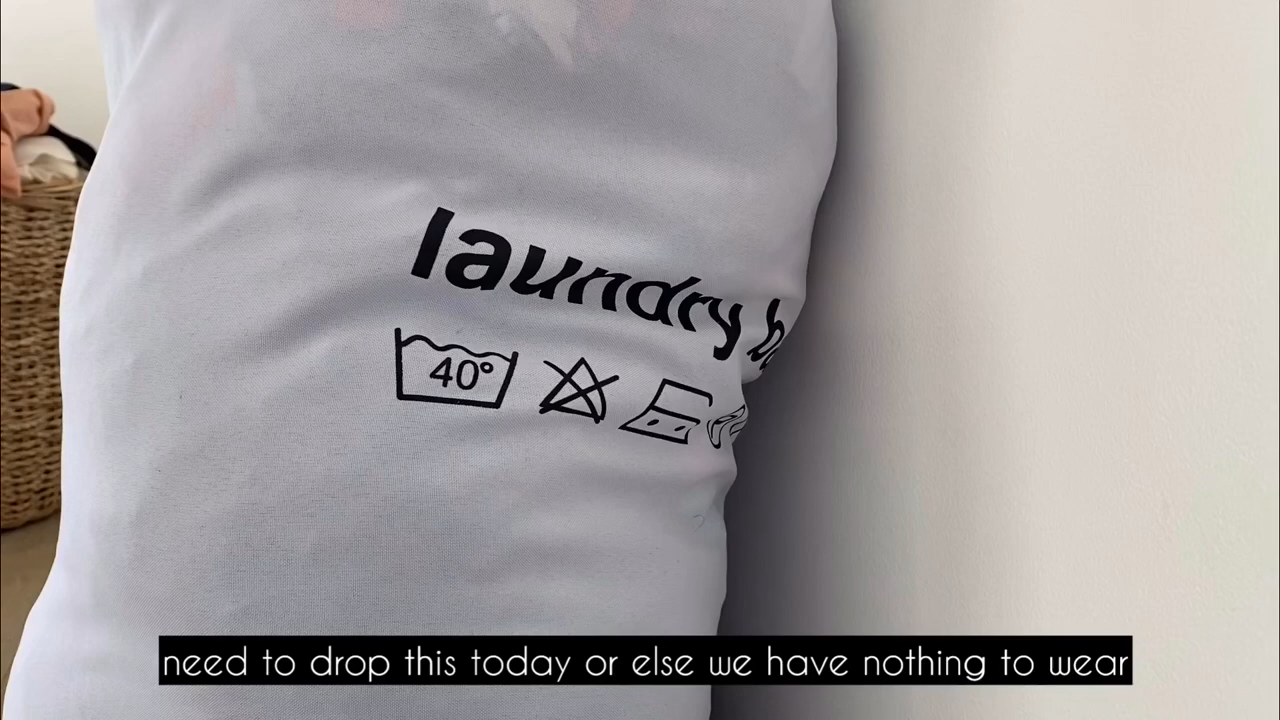 laundry
40°
need to drop this today or else we have nothing to wear